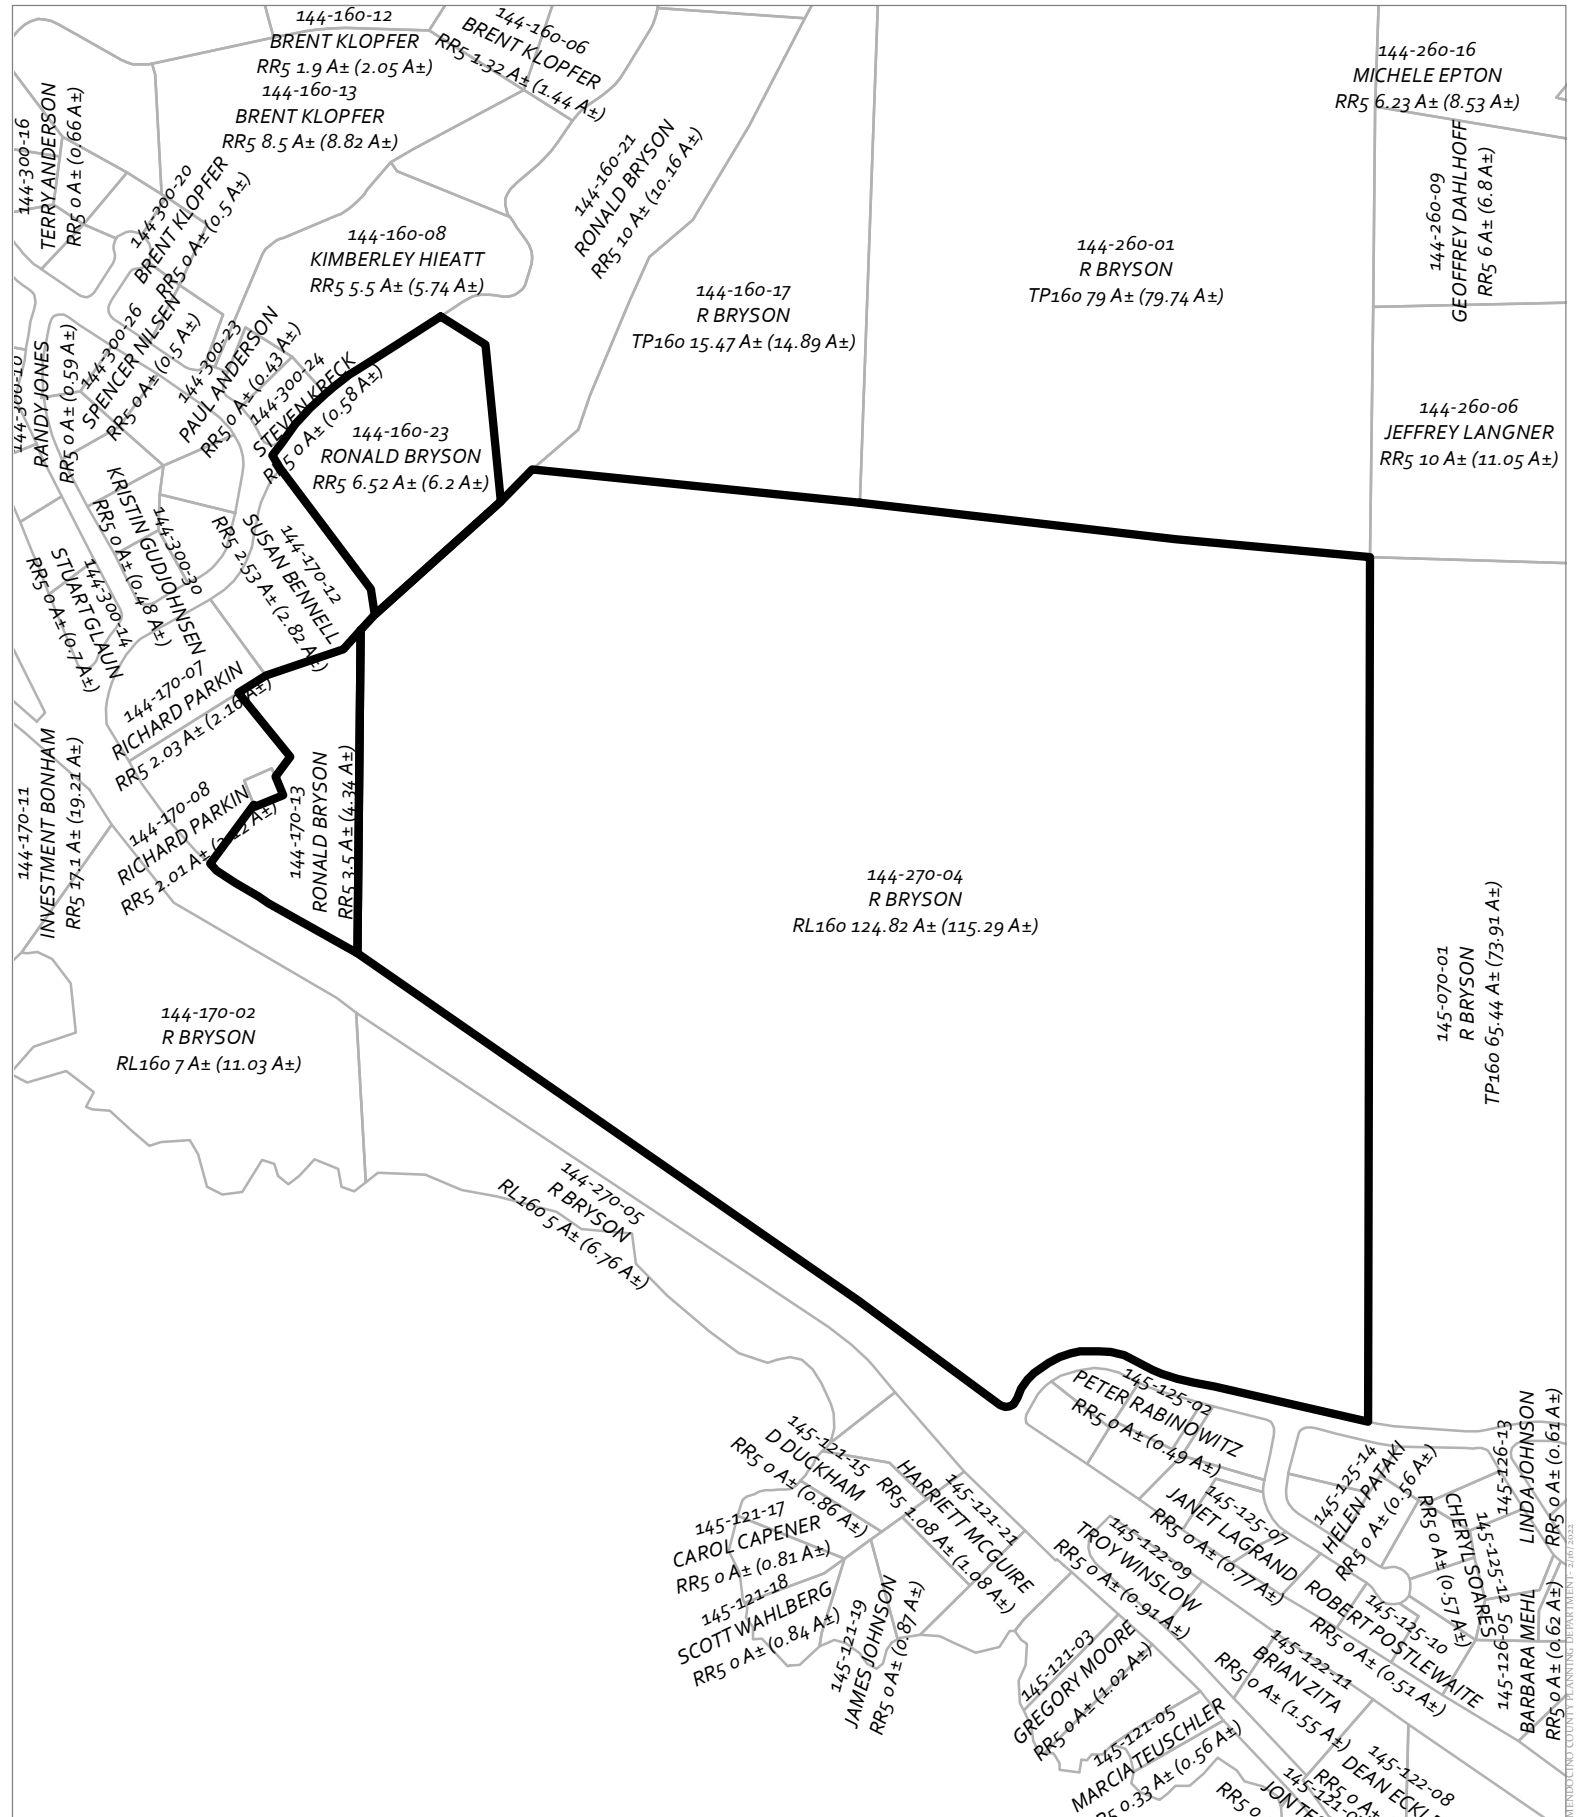 144-160-12
BRENT KLOPFER
RR5 1.9 A± (2.05 A±)
144-160-06
BRENT KLOPFER
RR5 1.32 A± (1.44 A±)
144-160-13
BRENT KLOPFER
RR5 8.5 A± (8.82 A±)
144-260-16
MICHELE EPTON
RR5 6.23 A± (8.53 A±)
144-300-16
TERRY ANDERSON
RR5 0 A± (0.66 A±)
144-300-20
BRENT KLOPFER
RR5 0 A± (0.5 A±)
144-160-21
RONALD BRYSON
RR5 10 A± (10.16 A±)
144-260-09
GEOFFREY DAHLHOFF
RR5 6 A± (6.8 A±)
144-160-08
KIMBERLEY HIEATT
RR5 5.5 A± (5.74 A±)
144-260-01
R BRYSON
TP160 79 A± (79.74 A±)
144-160-17
R BRYSON
TP160 15.47 A± (14.89 A±)
144-300-10
RANDY JONES
RR5 0 A± (0.59 A±)
144-300-26
SPENCER NILSEN
RR5 0 A± (0.5 A±)
144-300-23
PAUL ANDERSON
RR5 0 A± (0.43 A±)
144-300-24
STEVEN KRECK
RR5 0 A± (0.58 A±)
144-160-23
RONALD BRYSON
RR5 6.52 A± (6.2 A±)
144-260-06
JEFFREY LANGNER
RR5 10 A± (11.05 A±)
144-300-30
KRISTIN GUDJOHNSEN
RR5 0 A± (0.48 A±)
144-170-12
SUSAN BENNELL
RR5 2.53 A± (2.82 A±)
144-300-14
STUART GLAUN
RR5 0 A± (0.7 A±)
144-170-07
RICHARD PARKIN
RR5 2.03 A± (2.16 A±)
144-170-11
INVESTMENT BONHAM
RR5 17.1 A± (19.21 A±)
144-170-08
RICHARD PARKIN
RR5 2.01 A±
144-170-13
RONALD BRYSON
RR5 3.5 A± (4.34 A±)
144-270-04
R BRYSON
RL160 124.82 A± (115.29 A±)
145-070-01
R BRYSON
TP160 65.44 A± (73.91 A±)
144-170-02
R BRYSON
RL160 7 A± (11.03 A±)
144-270-05
R BRYSON
RL160 5 A± (6.76 A±)
145-125-02
PETER RABINOWITZ
RR5 0 A± (0.49 A±)
145-121-15
D DUCKHAM
RR5 0 A± (0.86 A±)
145-121-21
HARRIETT MCGUIRE
RR5 1.08 A± (1.08 A±)
145-121-17
CAROL CAPENER
RR5 0 A± (0.81 A±)
145-121-18
SCOTT WAHLBERG
RR5 0 A± (0.84 A±)
145-121-19
JAMES JOHNSON
RR5 0 A± (0.87 A±)
145-125-07
JANET LAGRAND
RR5 0 A± (0.77 A±)
145-122-09
TROY WINSLOW
RR5 0 A± (0.91 A±)
145-125-14
HELEN PATAKI
RR5 0 A± (0.56 A±)
145-125-12
CHERYL SOARES
RR5 0 A± (0.57 A±)
145-126-13
LINDA JOHNSON
RR5 0 A± (0.61 A±)
145-126-05
BARBARA MEHL
RR5 0 A± (0.62 A±)
145-125-10
ROBERT POSTLEWAITE
RR5 0 A± (0.51 A±)
145-122-11
BRIAN ZITA
RR5 0 A± (1.55 A±)
145-121-03
GREGORY MOORE
RR5 0 A± (1.02 A±)
145-121-05
MARCIA TEUSCHLER
0.33 A± (0.56 A±)
145-122-08
DEAN
RR5 0 A±
RR5 0
MENDOCINO COUNTY PLANNING DEPARTMENT- 2/16/2022